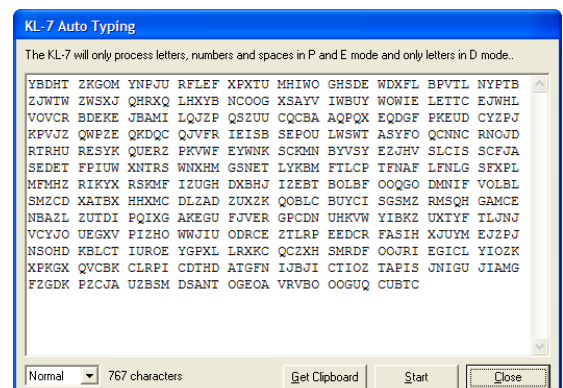 KL-7 Auto Typing
The KL-7 will only process letters, numbers and spaces in P and E mode and only letters in D mode..
YBDHT ZKGOM YNPJU RFLEF XPXTU MHIWO GHSDE WDXFL BPVTL NYPTB
ZJWTW ZWSXJ QHRXQ LHXYB NCOOG XSAYV IWBUY WOWIE LETTC EJWHL
VOVCR BDEKE JBAMI LQJZP QSZUU CQCBA AQPQX EQDGF PKEUD CYZPJ
KPVJZ QWPZE QKDQC QJVFR IEISB SEPOU LWSWT ASYFO QCNNC RNOJD
RTRHU RESYK QUERZ PKVWF EYWNK SCKMN BYVSY EZJHV SLCIS SCFJA
SEDET FPIUW XNTRS WNXHM GSNET LYKBM FTLCP TFNAF LFNLG SFXPL
MFMHZ RIKYX RSKMF IZUGH DXBHJ IZEBT BOLBF OOQGO DMNIF VOLBL
SMZCD XATBX HHXMC DLZAD ZUXZK QOBLC BUYCI SGSMZ RMSQH GAMCE
NBAZL ZUTDI PQIXG AKEGU FJVER GPCDN UHKVW YIBKZ UXTYF TLJNJ
VCYJO UEGXV PIZHO WWJIU ODRCE ZTLRP EEDCR FASIH XJUYM EJZPJ
NSOHD KBLCT IUROE YGPXL LRXKC QCZXH SMRDF OOJRI EGICL YIOZK
XPKGX QVCBK CLRPI CDTHD ATGFN IJBJI CTIOZ TAPIS JNIGU JIAMG
FZGDK PZCJA UZBSM DSANT OGEOA VRVBO OOGUQ CUBTC
Normal 767 characters Get Clipboard Start Close